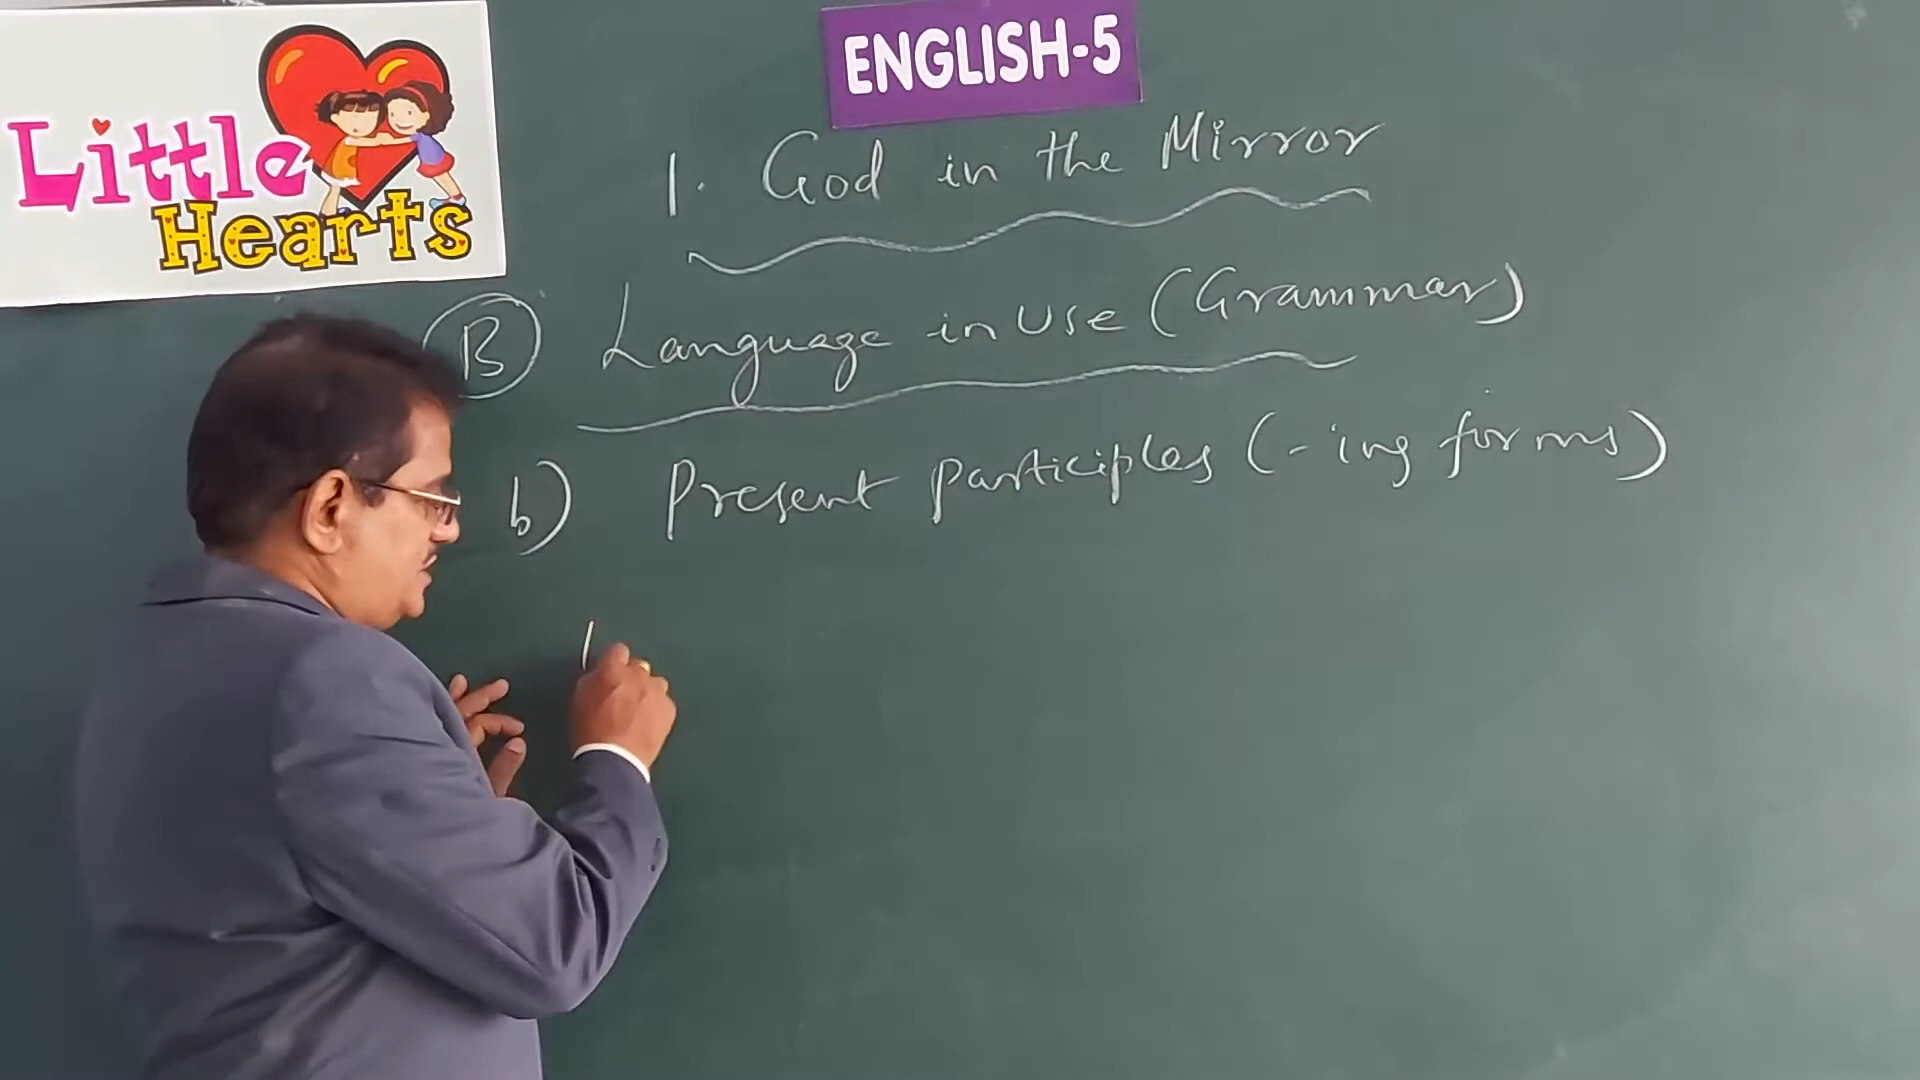 Little
Hearts
ENGLISH-5
1. God in the Mirror
B Language in Use (Grammar)
b) Present participles (-ing forms)